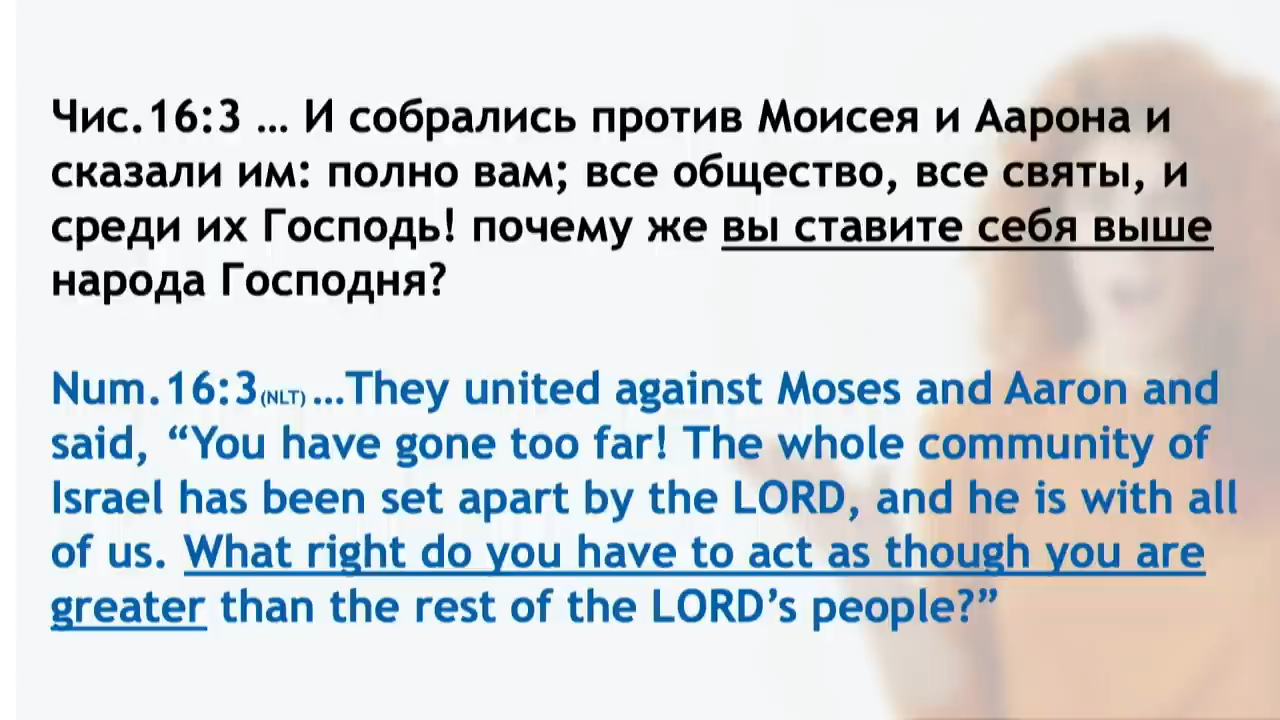 Чис.16:3 … И собрались против Моисея и Аарона и
сказали им: полно вам; все общество, все святы, и
среди их Господь! почему же вы ставите себя выше
народа Господня?
Num.16:3(NLT)…They united against Moses and Aaron and
said, “You have gone too far! The whole community of
Israel has been set apart by the LORD, and he is with all
of us. What right do you have to act as though you are
greater than the rest of the LORD’s people?”